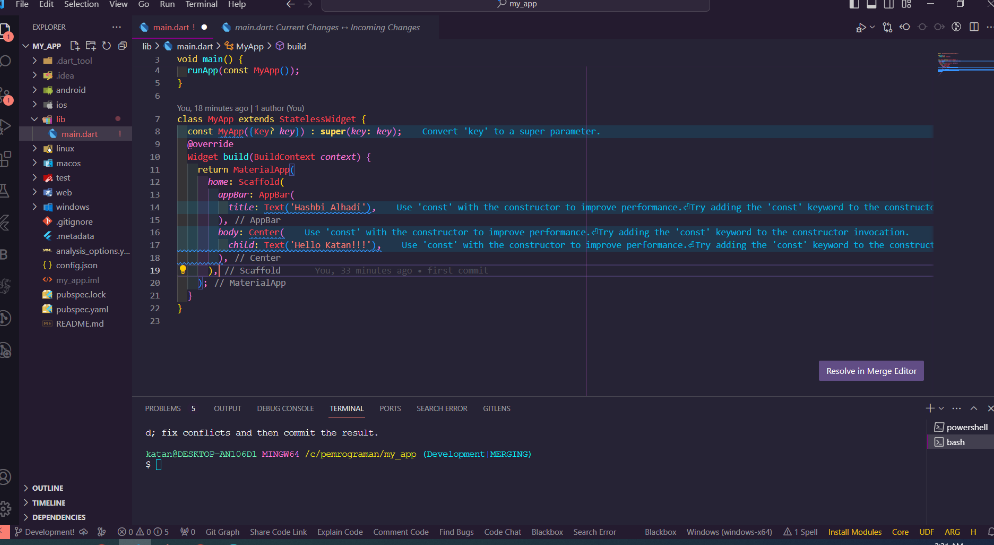 File Edit Selection View Go Run Terminal Help
my_app
EXPLORER
MY_APP
.dart_tool
.idea
android
ios
lib
main.dart !
linux
macos
test
web
windows
.gitignore
.metadata
analysis_options.y...
config.json
my_app.iml
pubspec.lock
pubspec.yaml
README.md
OUTLINE
TIMELINE
DEPENDENCIES
main.dart !
main.dart: Current Changes ↔ Incoming Changes
lib > main.dart > MyApp > build
3 void main() {
4 runApp(const MyApp());
5 }
6
You, 18 minutes ago | 1 author (You)
7 class MyApp extends StatelessWidget {
8 const MyApp({Key? key}) : super(key: key); Convert 'key' to a super parameter.
9 @override
10 Widget build(BuildContext context) {
11 return MaterialApp(
12 home: Scaffold(
13 appBar: AppBar(
14 title: Text('Hashbi Alhadi'), Use 'const' with the constructor to improve performance.⏎Try adding the 'const' keyword to the constructo
15 ), // AppBar
16 body: Center( Use 'const' with the constructor to improve performance.⏎Try adding the 'const' keyword to the constructor invocation.
17 child: Text('Hello Katan!!!'), Use 'const' with the constructor to improve performance.⏎Try adding the 'const' keyword to the construct
18 ), // Center
19 ), // Scaffold You, 33 minutes ago • first commit
20 ); // MaterialApp
21 }
22 }
23
Resolve in Merge Editor
PROBLEMS 5 OUTPUT DEBUG CONSOLE TERMINAL PORTS SEARCH ERROR GITLENS
d; fix conflicts and then commit the result.
katan@DESKTOP-AN106D1 MINGW64 /c/pemrograman/my_app (Development|MERGING)
$
powershell
bash
Development! 0 0 5 0 Git Graph Share Code Link Explain Code Comment Code Find Bugs Code Chat Blackbox Search Error Blackbox Windows (windows-x64) 1 Spell Install Modules Core UDF ARG H